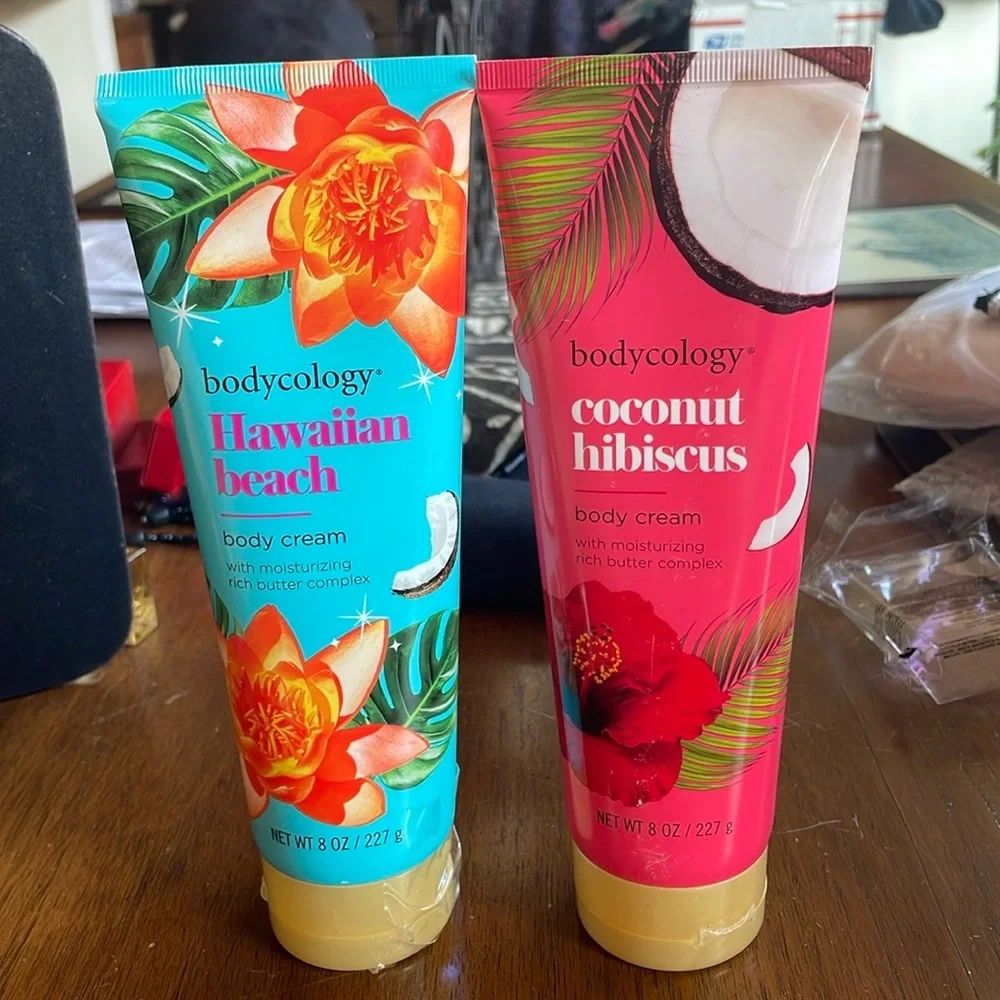 bodycology®
Hawaiian
beach
body cream
with moisturizing
rich butter complex
NET WT 8 OZ / 227 g
bodycology®
coconut
hibiscus
body cream
with moisturizing
rich butter complex
NET WT 8 OZ / 227 g